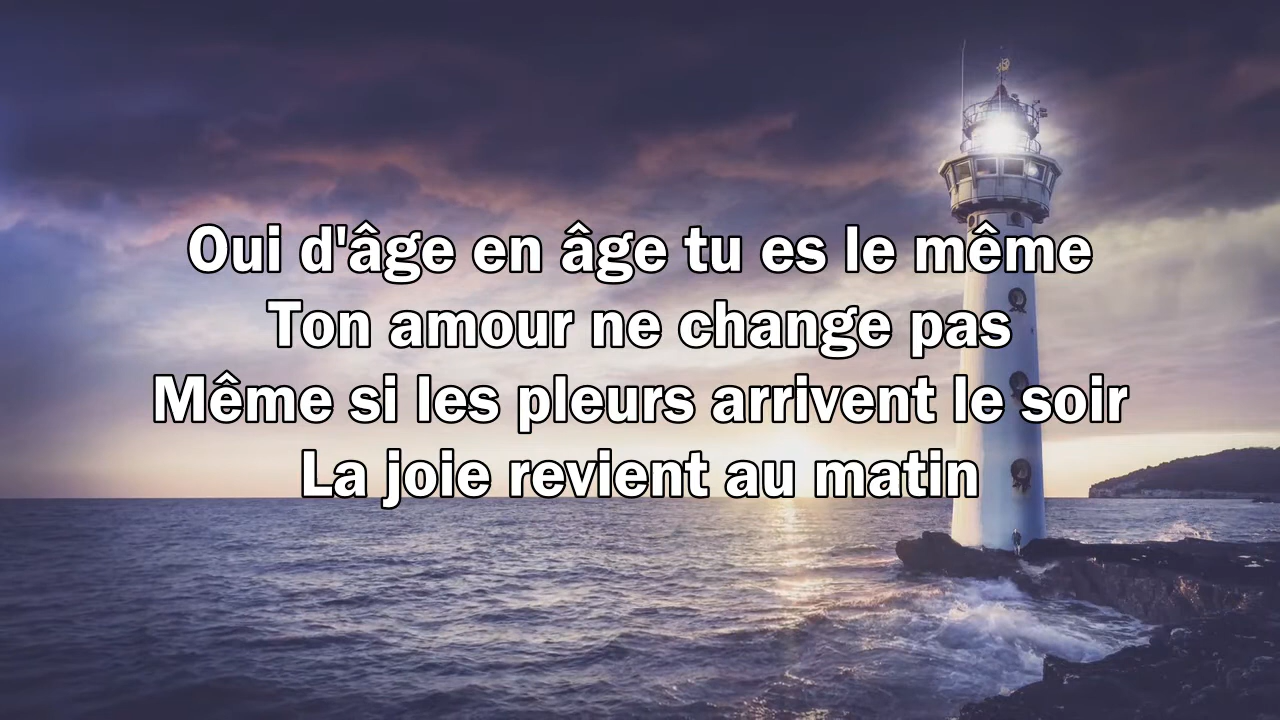 Oui d'âge en âge tu es le même
Ton amour ne change pas
Même si les pleurs arrivent le soir
La joie revient au matin